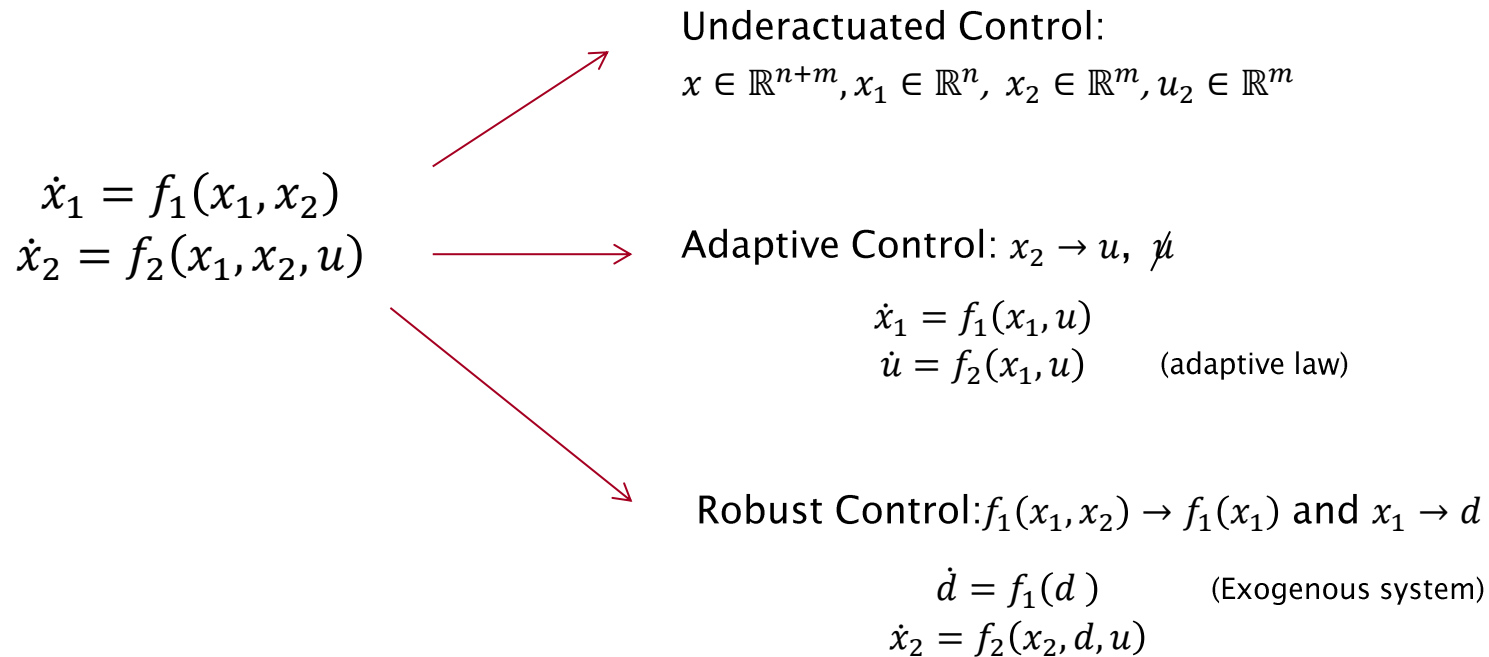 ẋ₁ = f₁(x₁, x₂)
ẋ₂ = f₂(x₁, x₂, u)
Underactuated Control:
x ∈ ℝⁿ⁺ᵐ, x₁ ∈ ℝⁿ, x₂ ∈ ℝᵐ, u₂ ∈ ℝᵐ
Adaptive Control: x₂ → u, u̸
ẋ₁ = f₁(x₁, u)
u̇ = f₂(x₁, u) (adaptive law)
Robust Control: f₁(x₁, x₂) → f₁(x₁) and x₁ → d
ḋ = f₁(d ) (Exogenous system)
ẋ₂ = f₂(x₂, d, u)